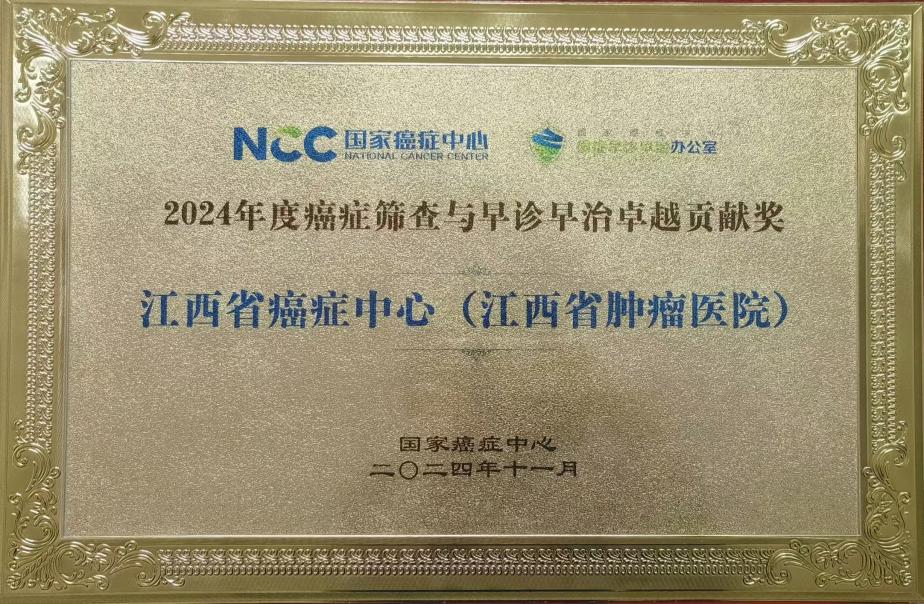 NCC 国家癌症中心
NATIONAL CANCER CENTER
办公室
2024年度癌症筛查与早诊早治卓越贡献奖
江西省癌症中心（江西省肿瘤医院）
国家癌症中心
二〇二四年十一月